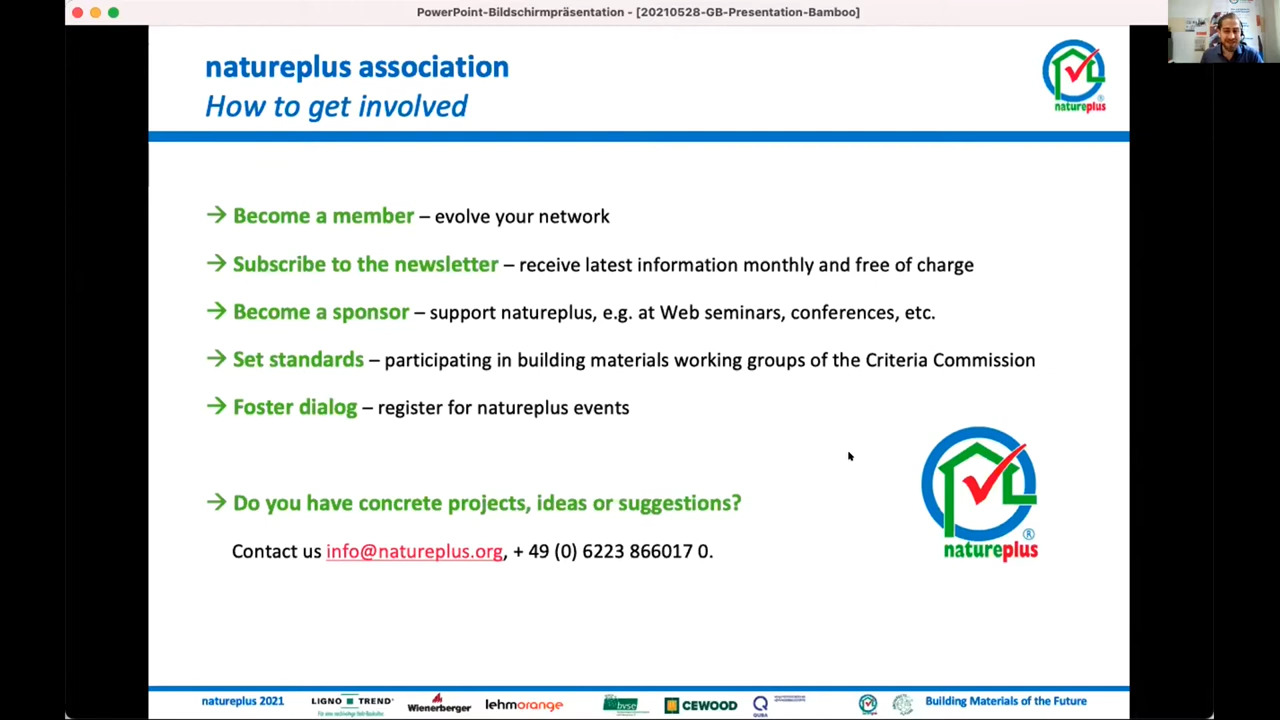 PowerPoint-Bildschirmpräsentation - [20210528-GB-Presentation-Bamboo]
natureplus association
How to get involved
natureplus
→ Become a member – evolve your network
→ Subscribe to the newsletter – receive latest information monthly and free of charge
→ Become a sponsor – support natureplus, e.g. at Web seminars, conferences, etc.
→ Set standards – participating in building materials working groups of the Criteria Commission
→ Foster dialog – register for natureplus events
→ Do you have concrete projects, ideas or suggestions?
Contact us info@natureplus.org, + 49 (0) 6223 866017 0.
®
natureplus
natureplus 2021
LIGNO TREND
Wienerberger
lehmorange
bvse
CEWOOD
QUBA
Building Materials of the Future